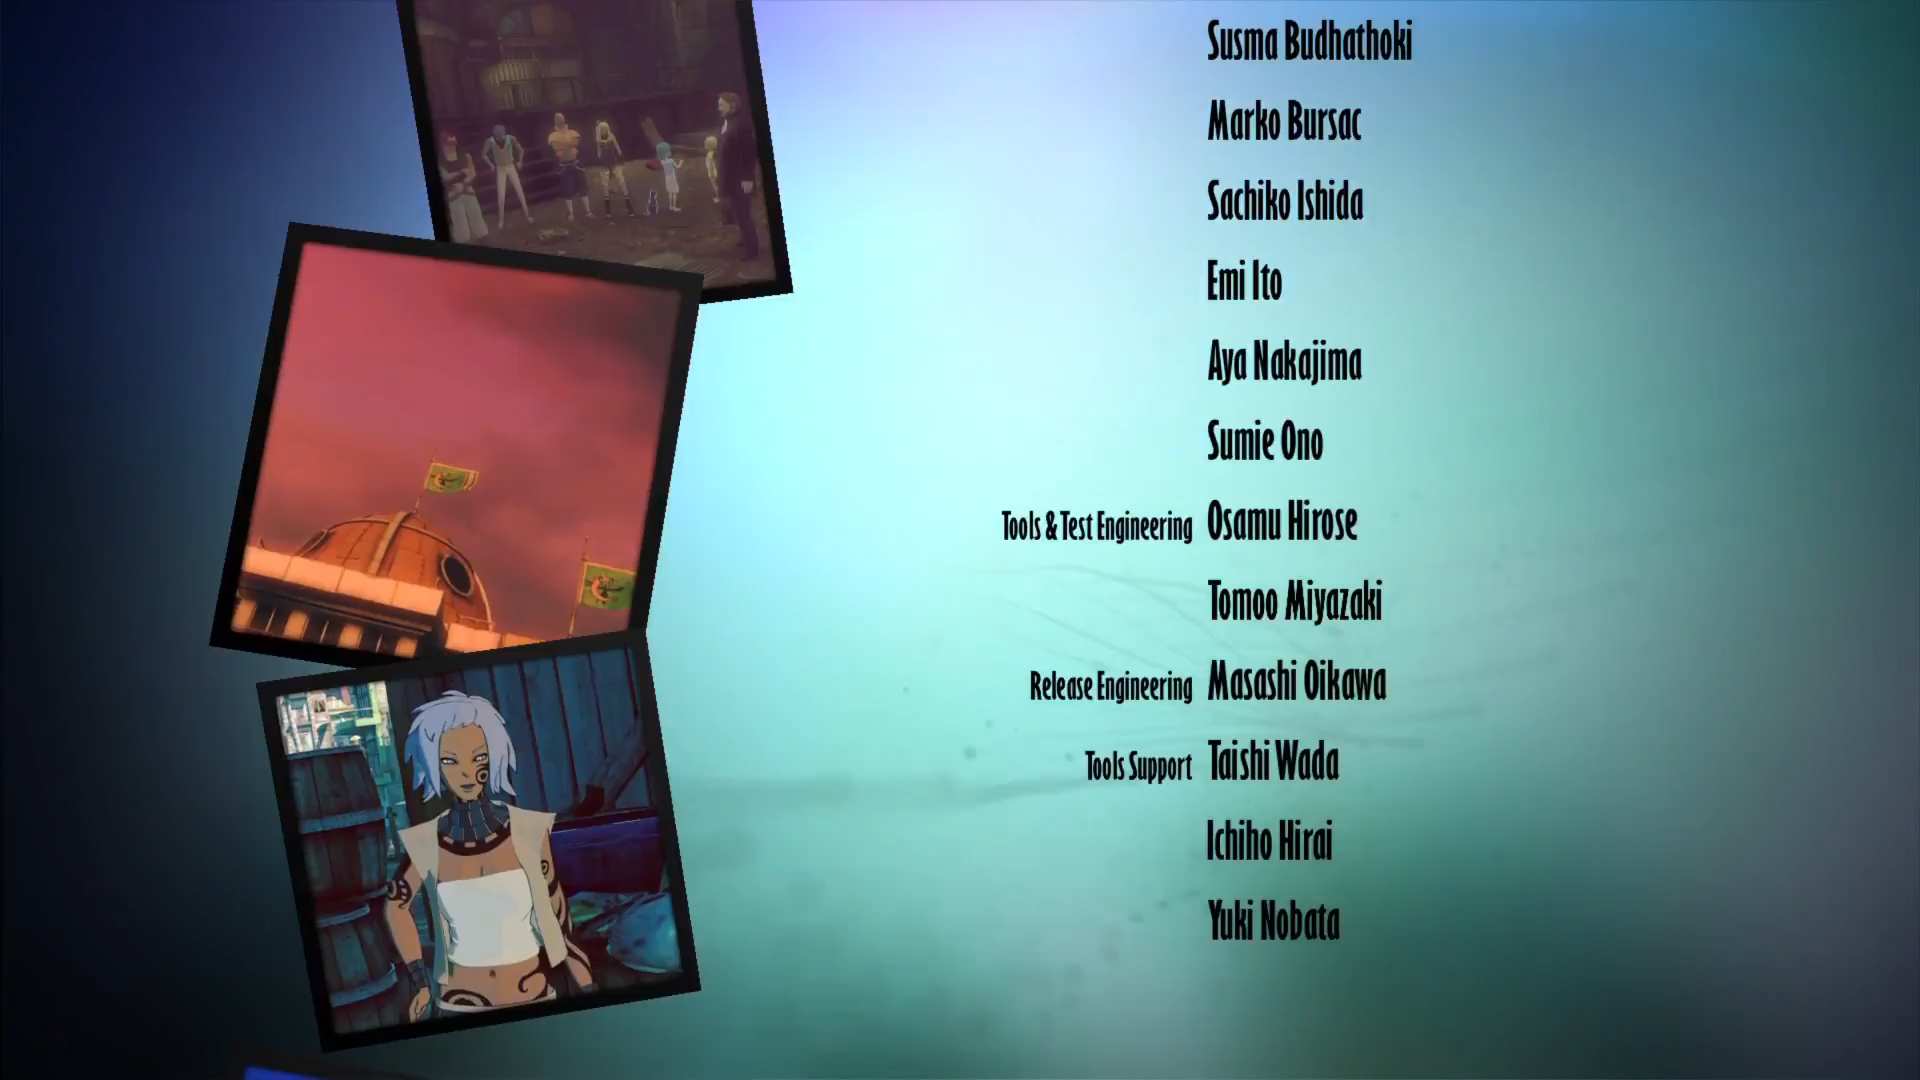 Susma Budhathoki
Marko Bursac
Sachiko Ishida
Emi Ito
Aya Nakajima
Sumie Ono
Tools & Test Engineering Osamu Hirose
Tomoo Miyazaki
Release Engineering Masashi Oikawa
Tools Support Taishi Wada
Ichiho Hirai
Yuki Nobata